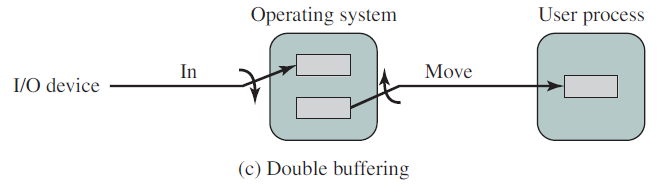 Operating system
User process
I/O device
In
Move
(c) Double buffering